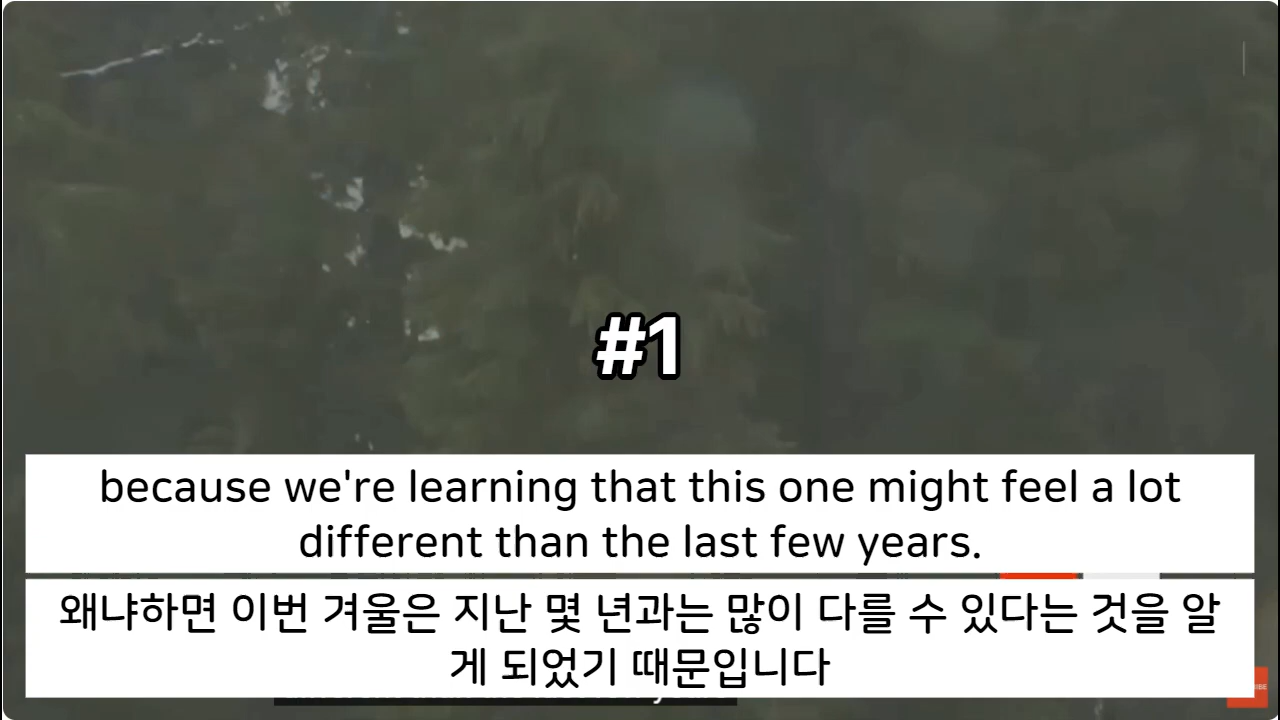 #1
because we're learning that this one might feel a lot
different than the last few years.
왜냐하면 이번 겨울은 지난 몇 년과는 많이 다를 수 있다는 것을 알
게 되었기 때문입니다